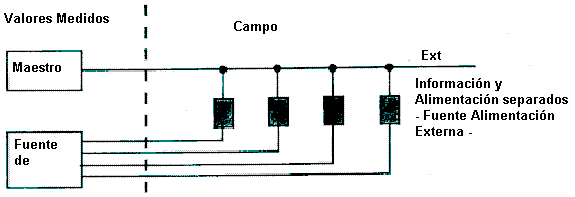 Valores Medidos
Campo
Maestro
Ext
Información y
Alimentación separados
- Fuente Alimentación
Externa -
Fuente
de